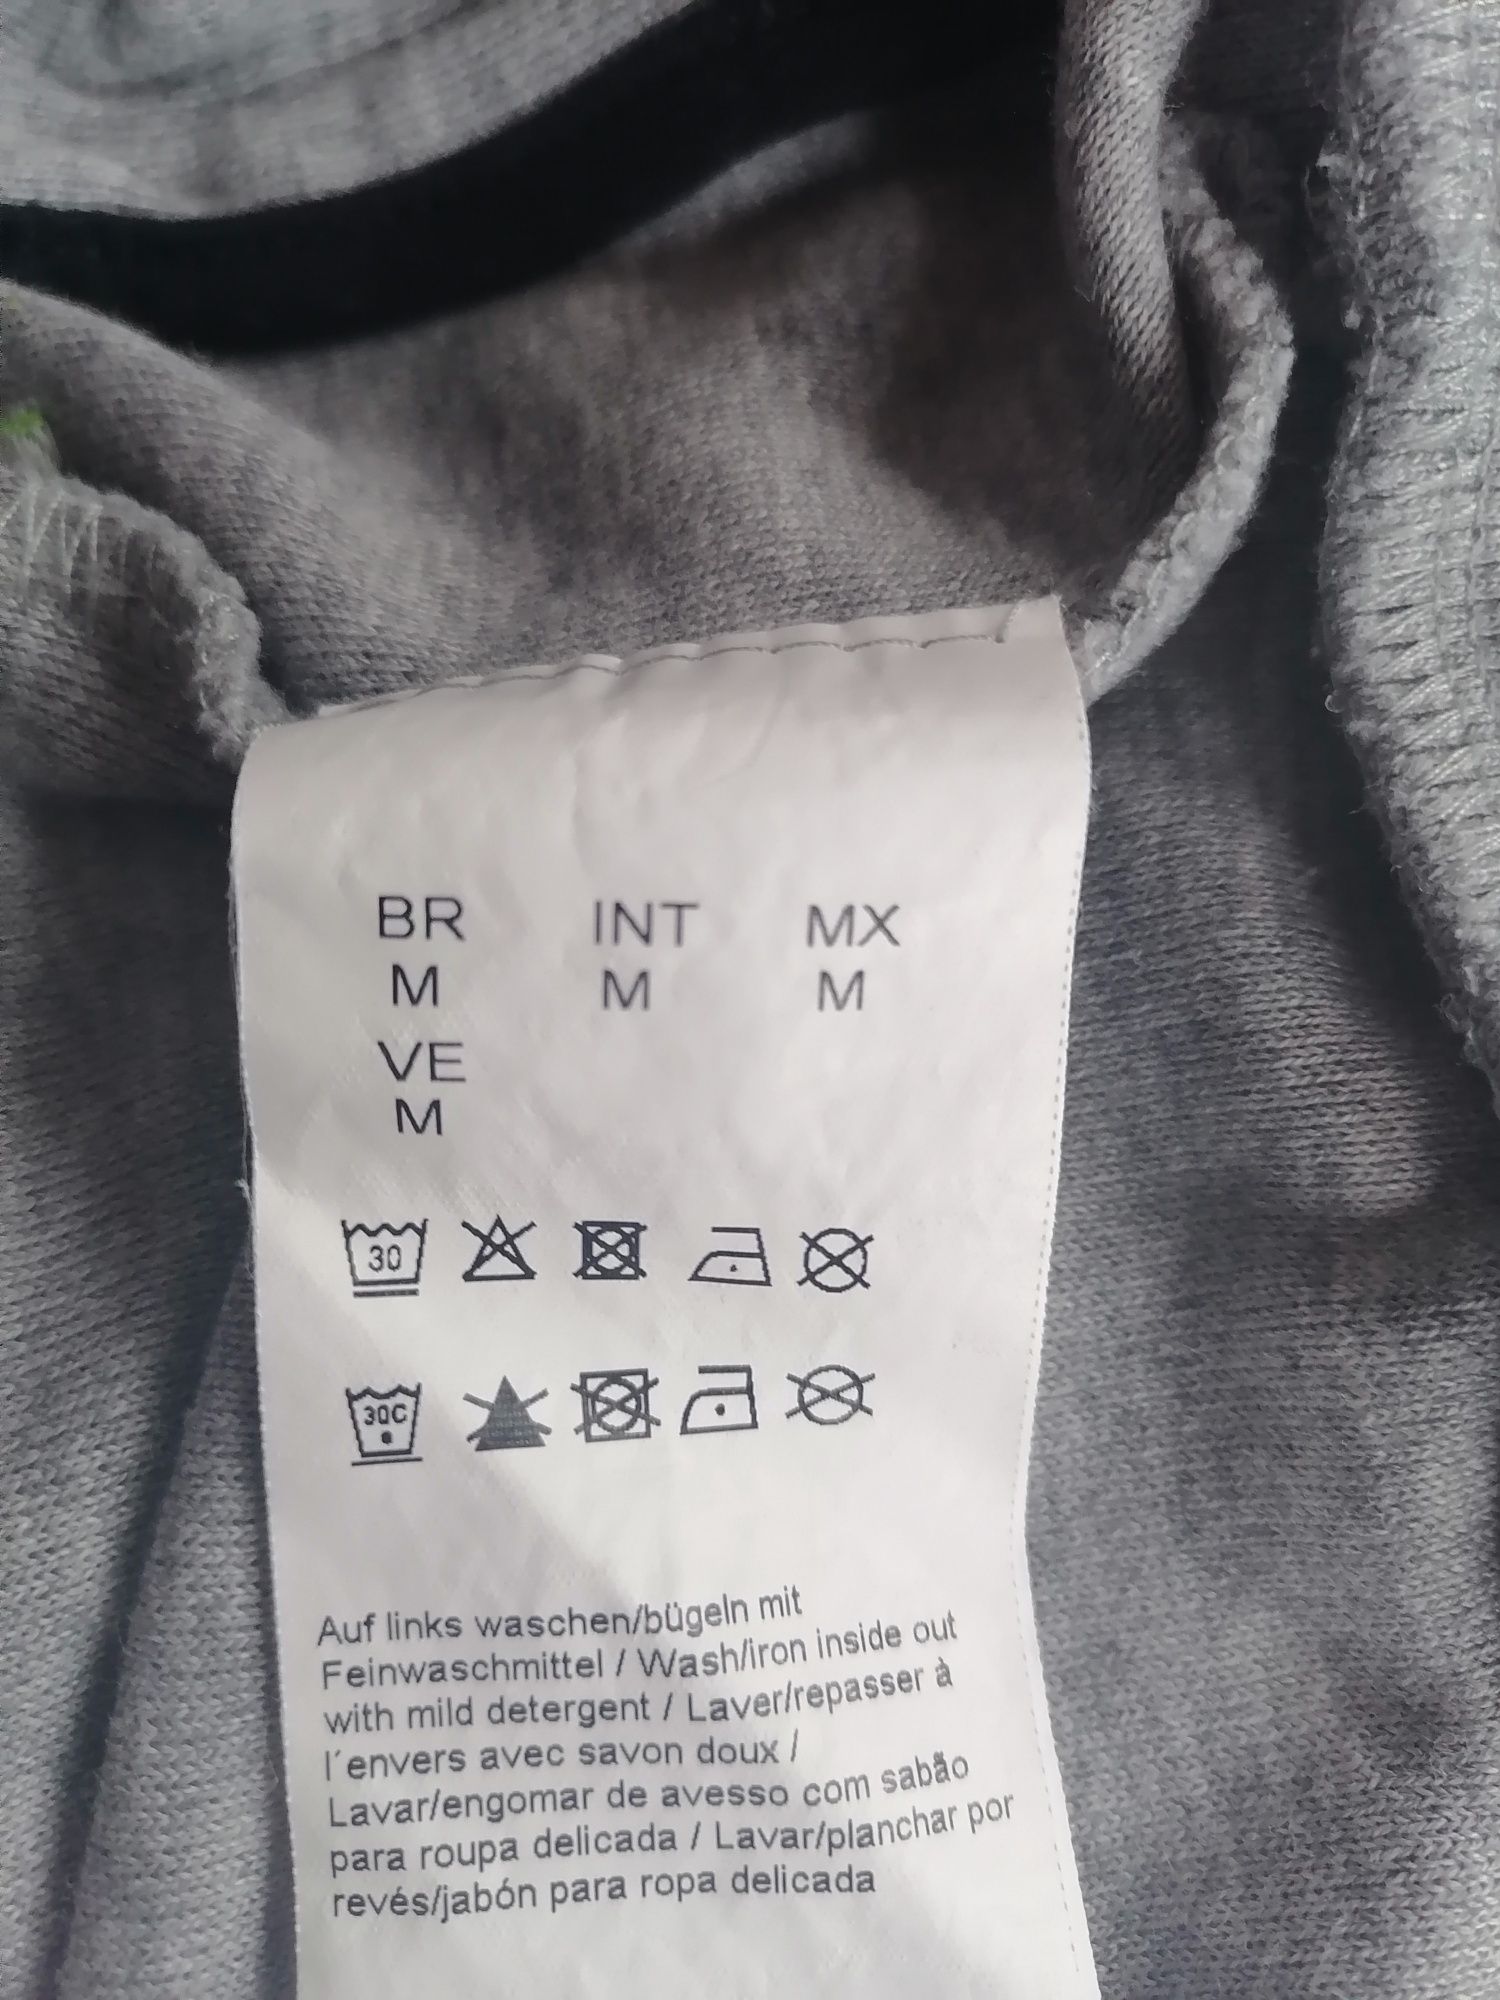 BR INT MX
M M M
VE
M
30
30C
Auf links waschen/bügeln mit
Feinwaschmittel / Wash/iron inside out
with mild detergent / Laver/repasser à
l´envers avec savon doux /
Lavar/engomar de avesso com sabão
para roupa delicada / Lavar/planchar por
revés/jabón para ropa delicada